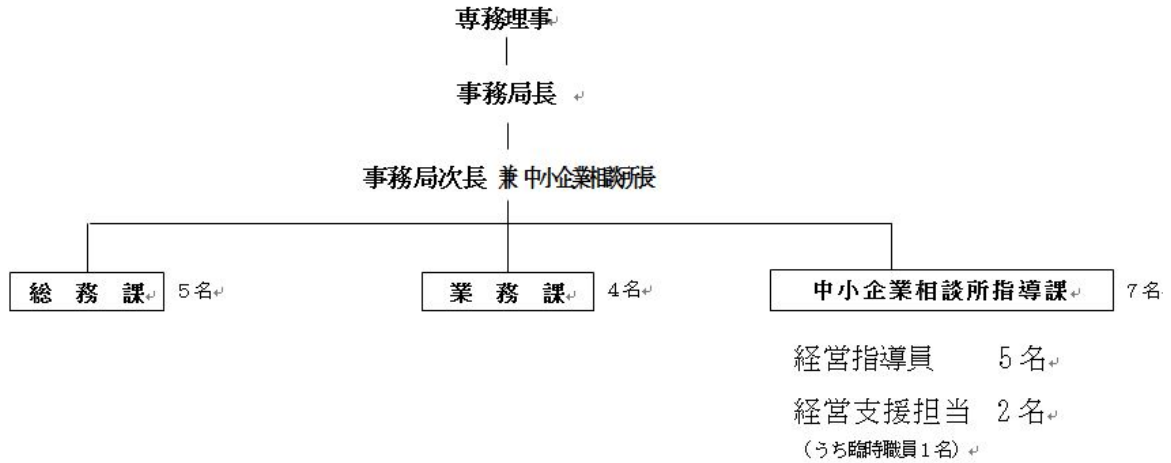 専務理事
事務局長
事務局次長 兼 中小企業相談所長
総 務 課 5名 業 務 課 4名 中小企業相談所指導課 7名
経営指導員 5名
経営支援担当 2名
（うち臨時職員1名）